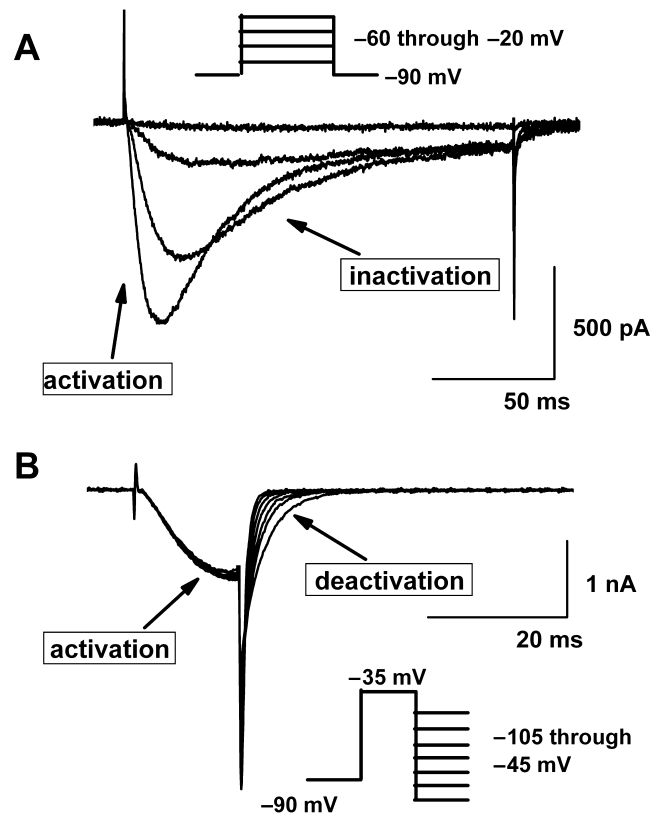 A
–60 through –20 mV
–90 mV
inactivation
activation
500 pA
50 ms
B
deactivation
activation
1 nA
20 ms
–35 mV
–105 through
–45 mV
–90 mV